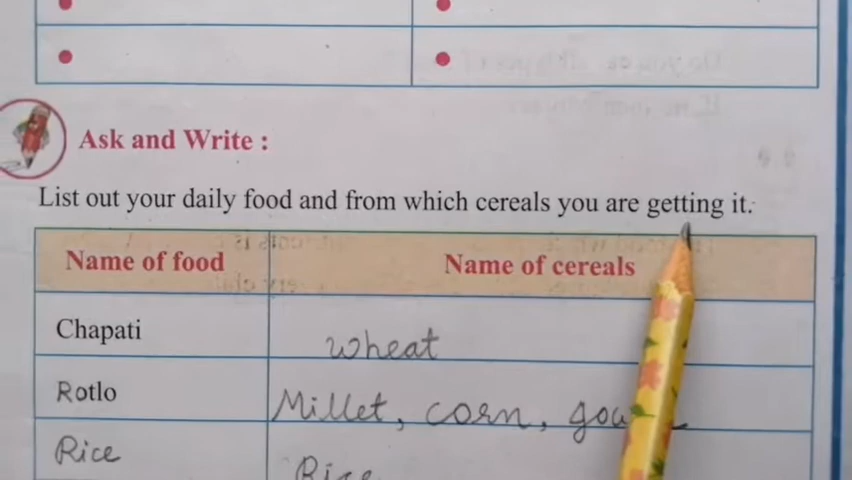 Ask and Write :
List out your daily food and from which cereals you are getting it.
Name of food Name of cereals
Chapati wheat
Rotlo Millet, corn,
Rice Rice